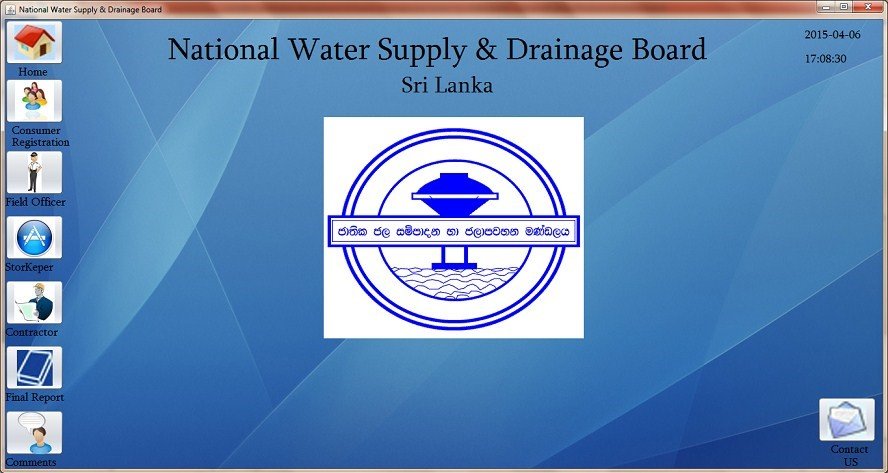 National Water Supply & Drainage Board
National Water Supply & Drainage Board
Sri Lanka
2015-04-06
17:08:30
Home
Consumer
Registration
Field Officer
StorKeper
Contractor
Final Report
Comments
ජාතික ජල සම්පාදන හා ජලාපවහන මණ්ඩලය
Contact
US